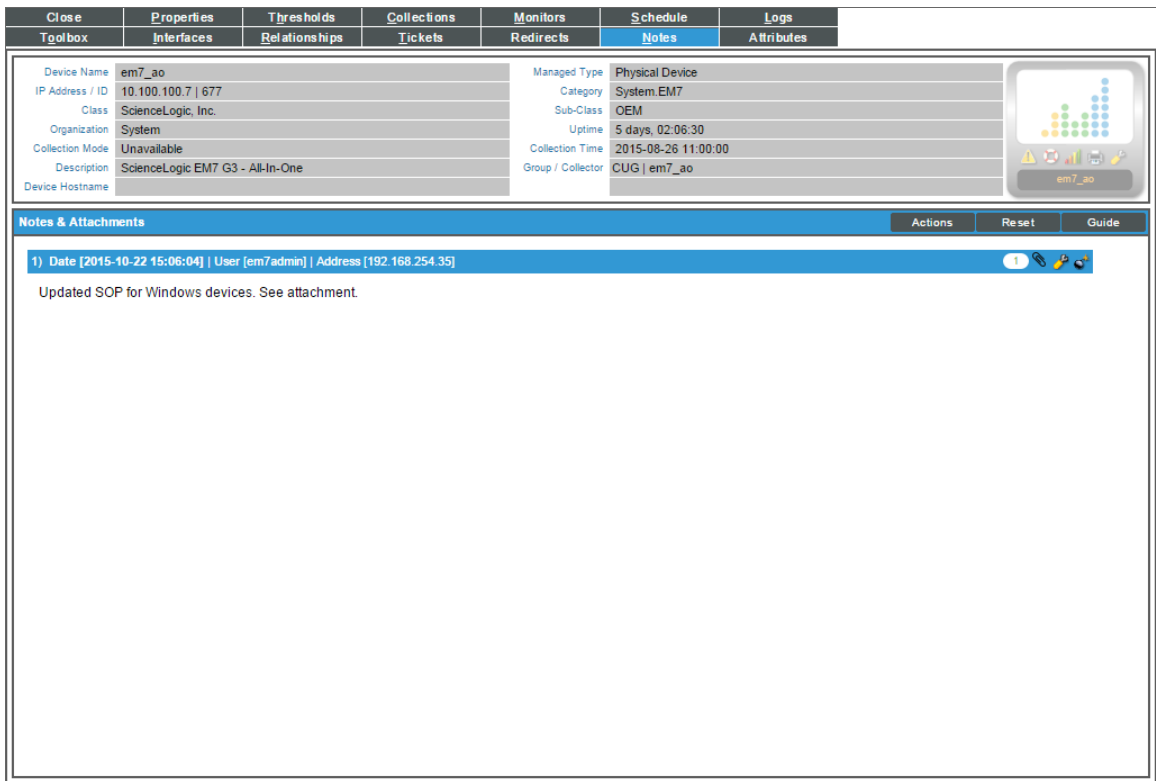 Close Properties Thresholds Collections Monitors Schedule Logs
Toolbox Interfaces Relationships Tickets Redirects Notes Attributes
Device Name em7_ao Managed Type Physical Device
IP Address / ID 10.100.100.7 | 677 Category System.EM7
Class ScienceLogic, Inc. Sub-Class OEM
Organization System Uptime 5 days, 02:06:30
Collection Mode Unavailable Collection Time 2015-08-26 11:00:00
Description ScienceLogic EM7 G3 - All-In-One Group / Collector CUG | em7_ao
Device Hostname
em7_ao
Notes & Attachments Actions Reset Guide
1) Date [2015-10-22 15:06:04] | User [em7admin] | Address [192.168.254.35] 1
Updated SOP for Windows devices. See attachment.